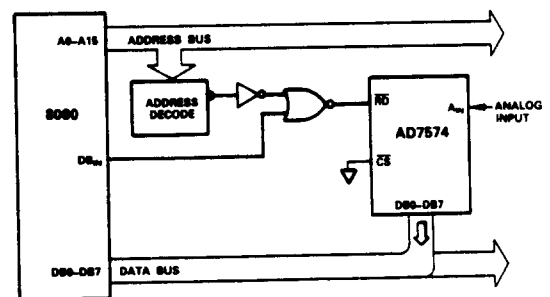 A0–A15
ADDRESS BUS
8080
ADDRESS
DECODE
DBIN
RD
AIN
ANALOG
INPUT
AD7574
CS
DB0–DB7
DB0–DB7
DATA BUS